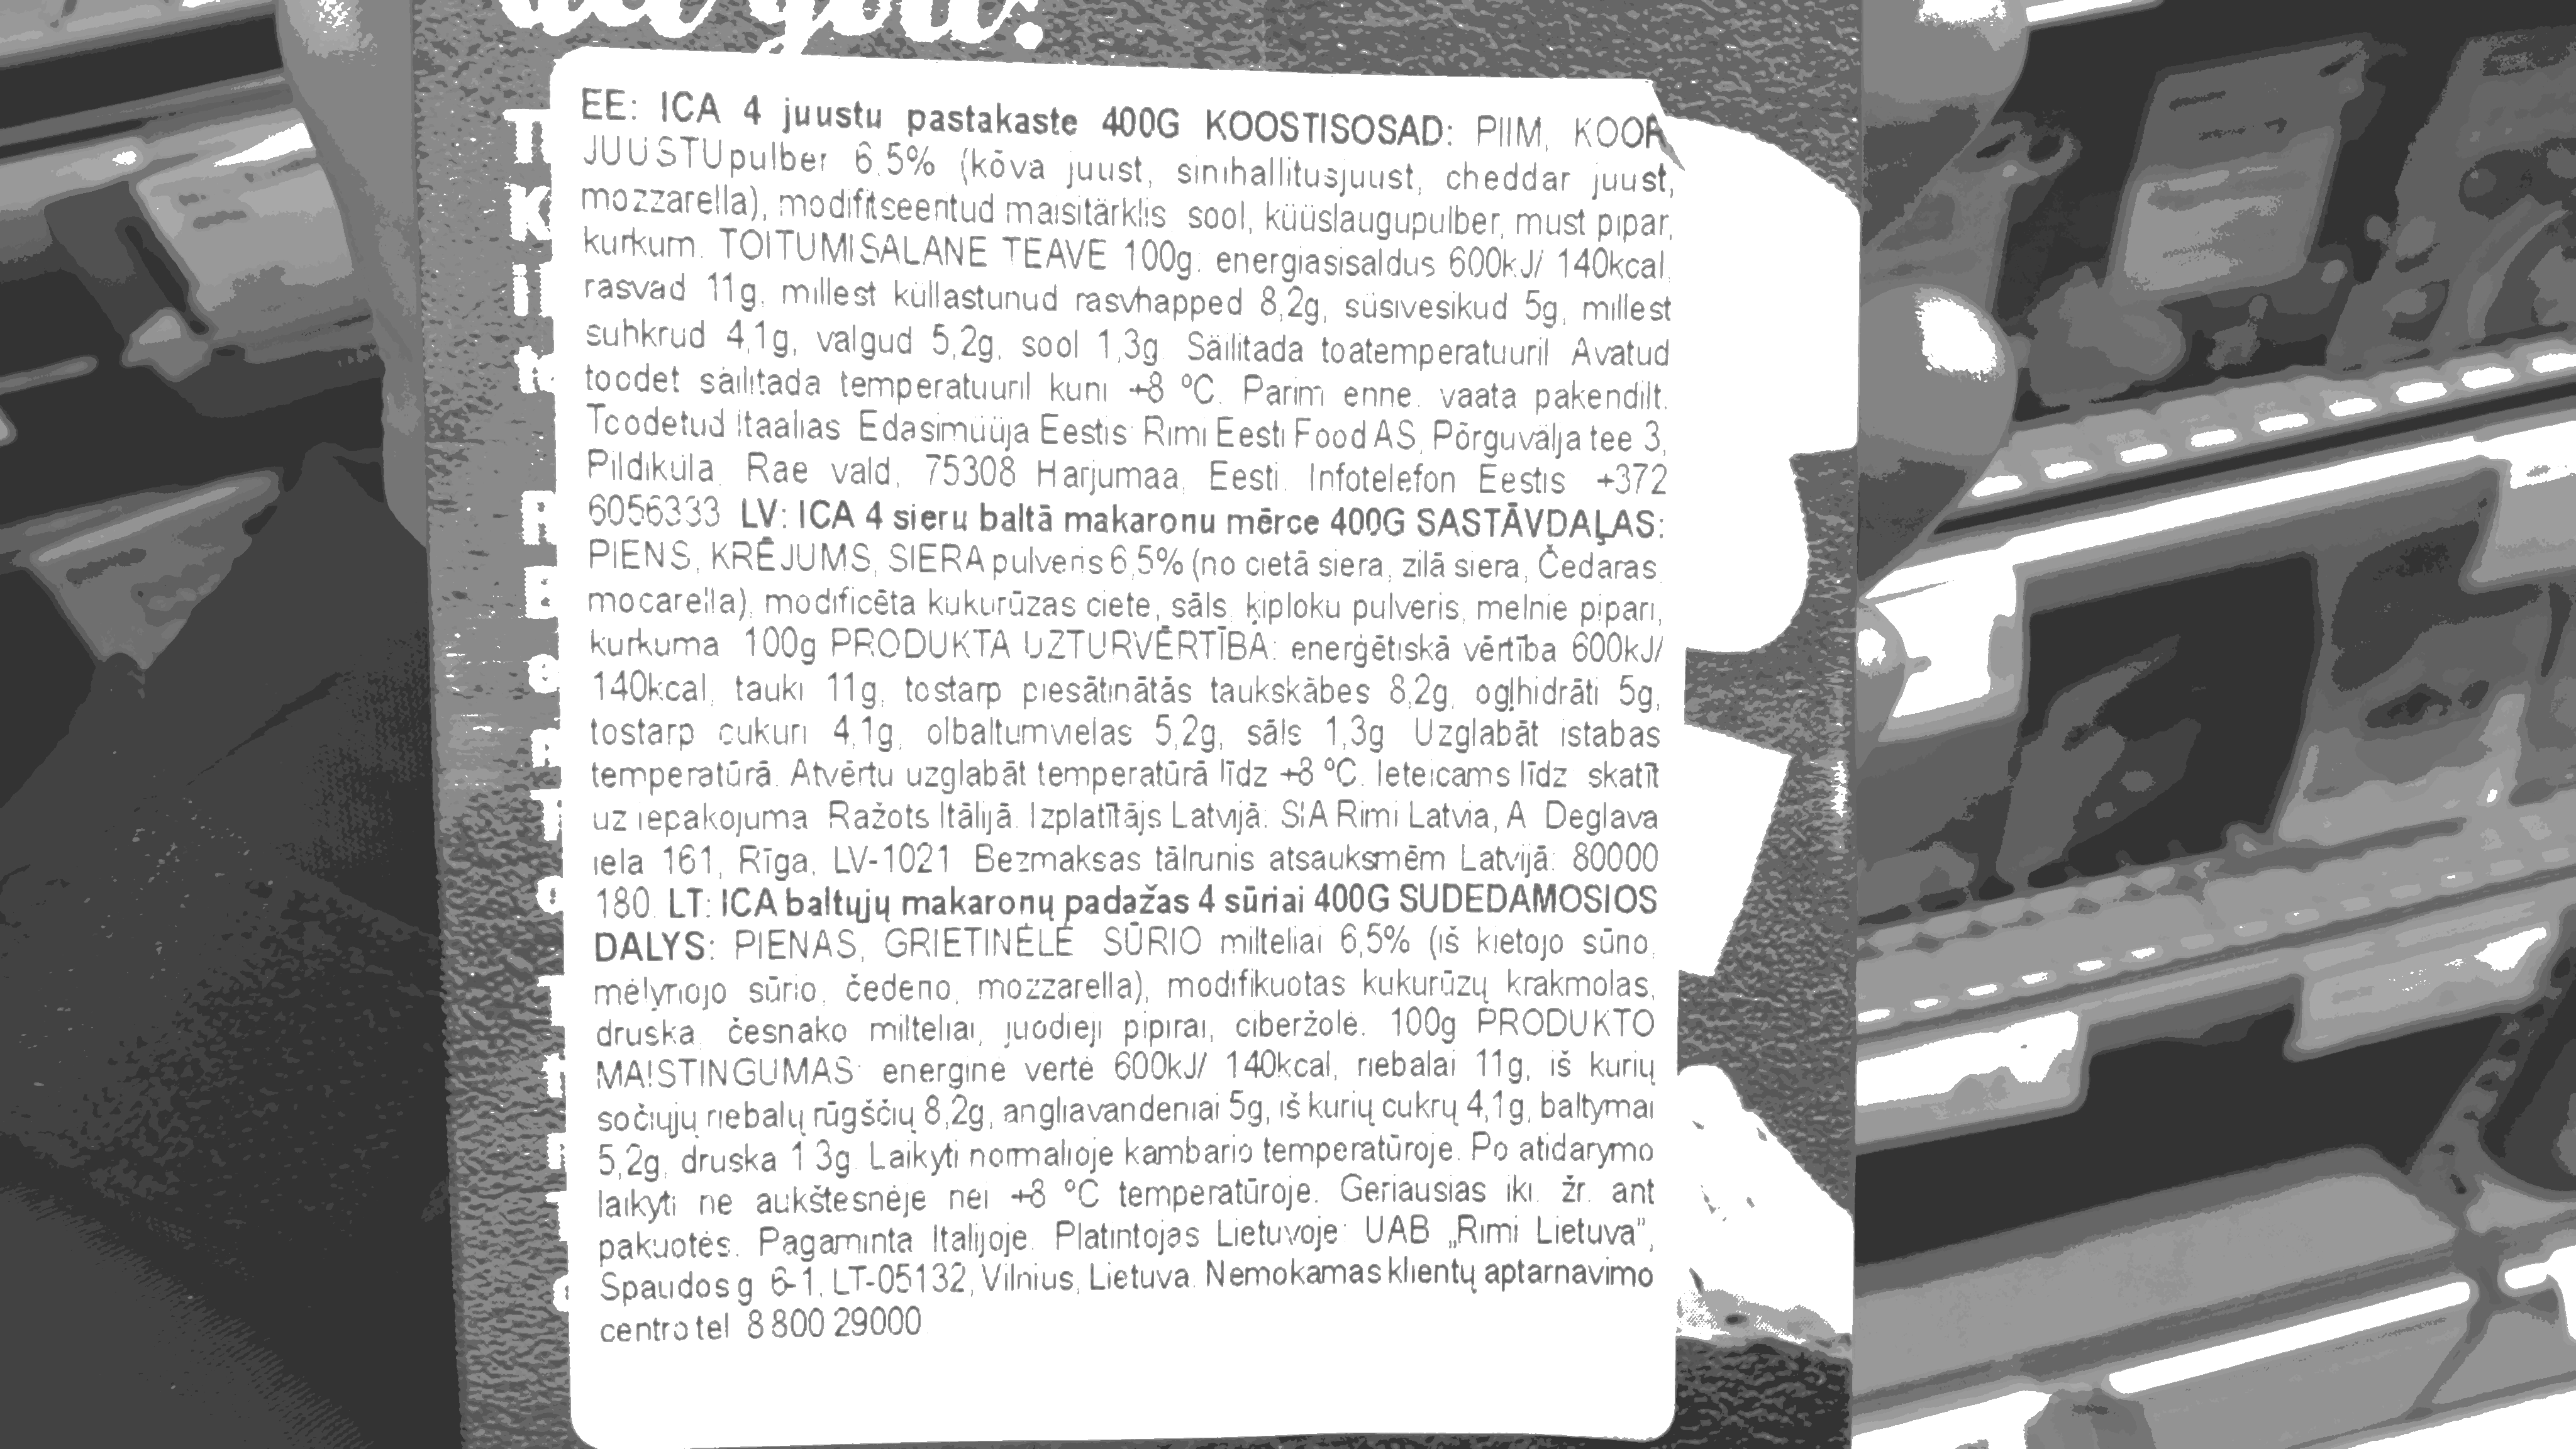 you!
EE: ICA 4 juustu pastakaste 400G KOOSTISOSAD: PIIM, KOOR
JUUSTUpulber 6,5% (kõva juust, sinihallitusjuust, cheddar juust,
mozzarella), modifitseeritud maisitärklis sool, küüslaugupulber, must pipar,
kurkum. TOITUMISALANE TEAVE 100g: energiasisaldus 600kJ/ 140kcal,
rasvad 11g, millest küllastunud rasvhapped 8,2g, süsivesikud 5g, millest
suhkrud 4,1g, valgud 5,2g, sool 1,3g. Säilitada toatemperatuuril Avatud
toodet säilitada temperatuuril kuni +8 °C. Parim enne: vaata pakendilt.
Toodetud Itaalias Edasimüüja Eestis: Rimi Eesti Food AS, Põrguvälja tee 3,
Pildiküla Rae vald, 75308 Harjumaa, Eesti. Infotelefon Eestis +372
6056333 LV: ICA 4 sieru baltā makaronu mērce 400G SASTĀVDAĻAS:
PIENS, KRĒJUMS, SIERA pulveris 6,5% (no cietā siera, zilā siera, Čedaras,
mocarella), modificēta kukurūzas ciete, sāls, ķiploku pulveris, melnie pipari,
kurkuma 100g PRODUKTA UZTURVĒRTĪBA: enerģētiskā vērtība 600kJ/
140kcal, tauki 11g, tostarp piesātinātās taukskābes 8,2g, ogļhidrāti 5g,
tostarp cukuri 4,1g, olbaltumvielas 5,2g, sāls 1,3g Uzglabāt istabas
temperatūrā. Atvērtu uzglabāt temperatūrā līdz +8 °C. Ieteicams līdz: skatīt
uz iepakojuma Ražots Itālijā. Izplatītājs Latvijā: SIA Rimi Latvia, A. Deglava
iela 161, Rīga, LV-1021 Bezmaksas tālrunis atsauksmēm Latvijā: 80000
180. LT: ICA baltųjų makaronų padažas 4 sūriai 400G SUDEDAMOSIOS
DALYS: PIENAS, GRIETINĖLĖ SŪRIO milteliai 6,5% (iš kietojo sūrio,
mėlynojo sūrio, čederio, mozzarella), modifikuotas kukurūzų krakmolas,
druska, česnako milteliai, juodieji pipirai, ciberžolė. 100g PRODUKTO
MAISTINGUMAS: energinė vertė 600kJ/ 140kcal, riebalai 11g, iš kurių
sočiųjų riebalų rūgščių 8,2g, angliavandeniai 5g, iš kurių cukrų 4,1g, baltymai
5,2g, druska 1,3g. Laikyti normalioje kambario temperatūroje. Po atidarymo
laikyti ne aukštesnėje nei +8 °C temperatūroje. Geriausias iki: žr. ant
pakuotės. Pagaminta Italijoje. Platintojas Lietuvoje: UAB „Rimi Lietuva",
Spaudos g. 6-1, LT-05132, Vilnius, Lietuva. Nemokamas klientų aptarnavimo
centro tel. 8 800 29000